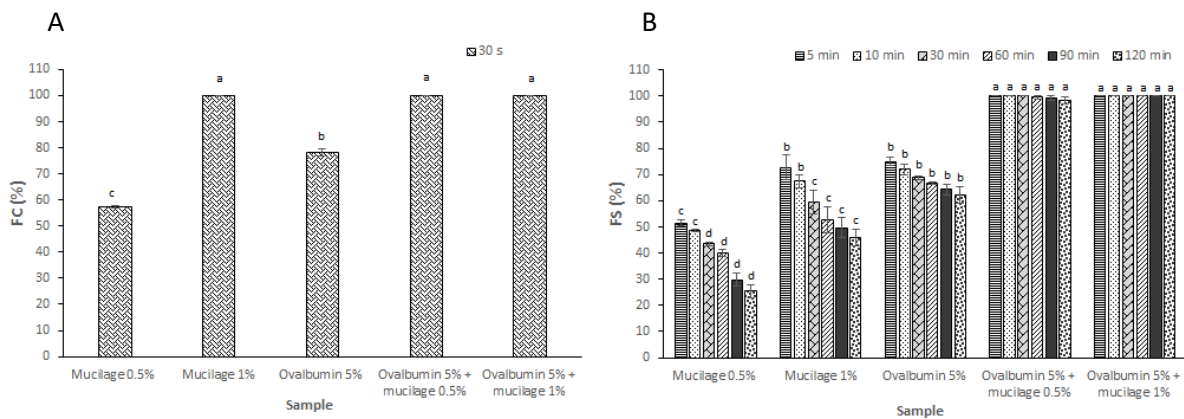 A
30 s
110
100
90
80
70
60
50
40
30
20
10
0
FC (%)
c
a
b
a
a
Mucilage 0.5%
Mucilage 1%
Ovalbumin 5%
Ovalbumin 5% +
mucilage 0.5%
Ovalbumin 5% +
mucilage 1%
Sample
B
5 min 10 min 30 min 60 min 90 min 120 min
110
100
90
80
70
60
50
40
30
20
10
0
FS (%)
c c d d d d
b b c c c c
b b b b b b
a a a a a a
a a a a a a
Mucilage 0.5%
Mucilage 1%
Ovalbumin 5%
Ovalbumin 5% +
mucilage 0.5%
Ovalbumin 5% +
mucilage 1%
Sample